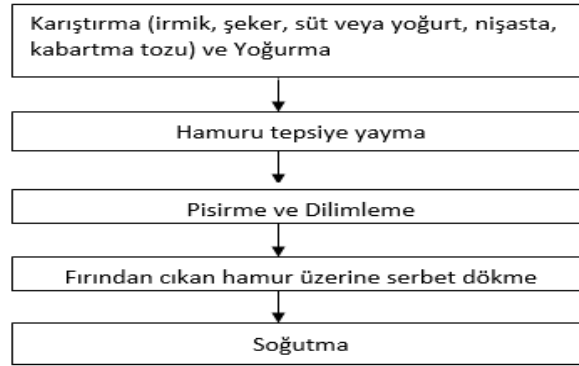 Karıştırma (irmik, şeker, süt veya yoğurt, nişasta,
kabartma tozu) ve Yoğurma
Hamuru tepsiye yayma
Pisirme ve Dilimleme
Fırından cıkan hamur üzerine serbet dökme
Soğutma